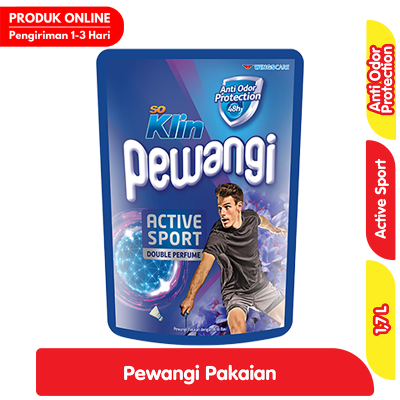 PRODUK ONLINE
Pengiriman 1-3 Hari
WINGSCARE
Anti Odor
Protection
48h
SO
Klin
Pewangi
ACTIVE
SPORT
DOUBLE PERFUME
Anti Odor
Protection
Active Sport
1,7L
Pewangi Pakaian